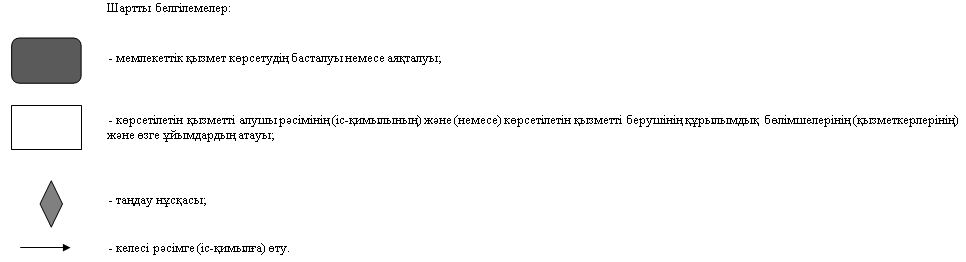 Шартты белгілемелер:
- мемлекеттік қызмет көрсетудің басталуы немесе аяқталуы;
- көрсетілетін қызметті алушы рәсімінің (іс-қимылының) және (немесе) көрсетілетін қызметті берушінің құрылымдық бөлімшелерінің (қызметкерлерінің)
және өзге ұйымдардың атауы;
- таңдау нұсқасы;
- келесі рәсімге (іс-қимылға) өту.